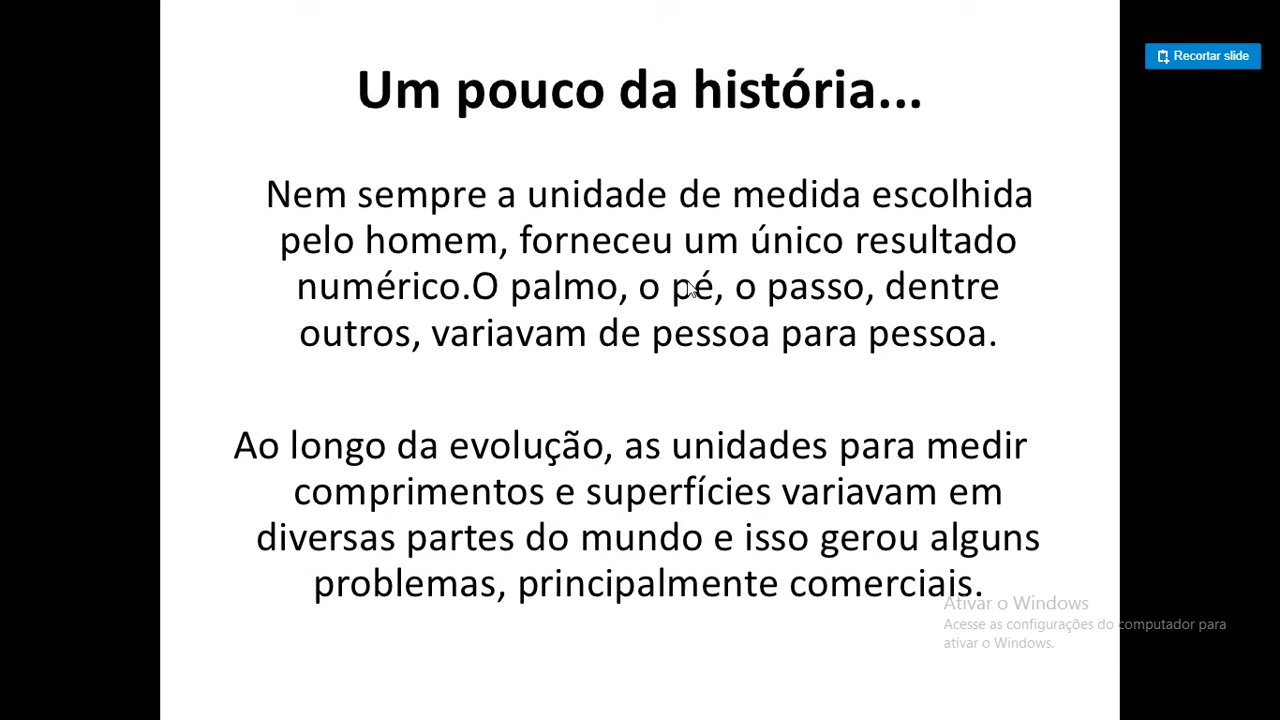 Um pouco da história...
Recortar slide
Nem sempre a unidade de medida escolhida
pelo homem, forneceu um único resultado
numérico.O palmo, o pé, o passo, dentre
outros, variavam de pessoa para pessoa.
Ao longo da evolução, as unidades para medir
comprimentos e superfícies variavam em
diversas partes do mundo e isso gerou alguns
problemas, principalmente comerciais.
Ativar o Windows
Acesse as configurações do computador para
ativar o Windows.